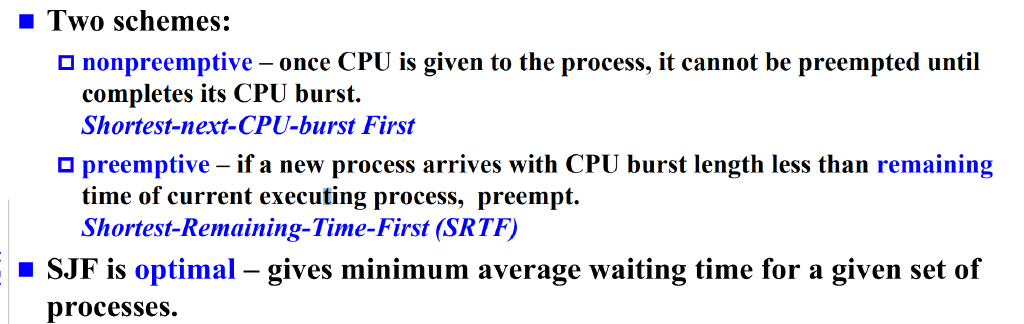 Two schemes:
nonpreemptive – once CPU is given to the process, it cannot be preempted until
completes its CPU burst.
Shortest-next-CPU-burst First
preemptive – if a new process arrives with CPU burst length less than remaining
time of current executing process,  preempt.
Shortest-Remaining-Time-First (SRTF)
SJF is optimal – gives minimum average waiting time for a given set of
processes.